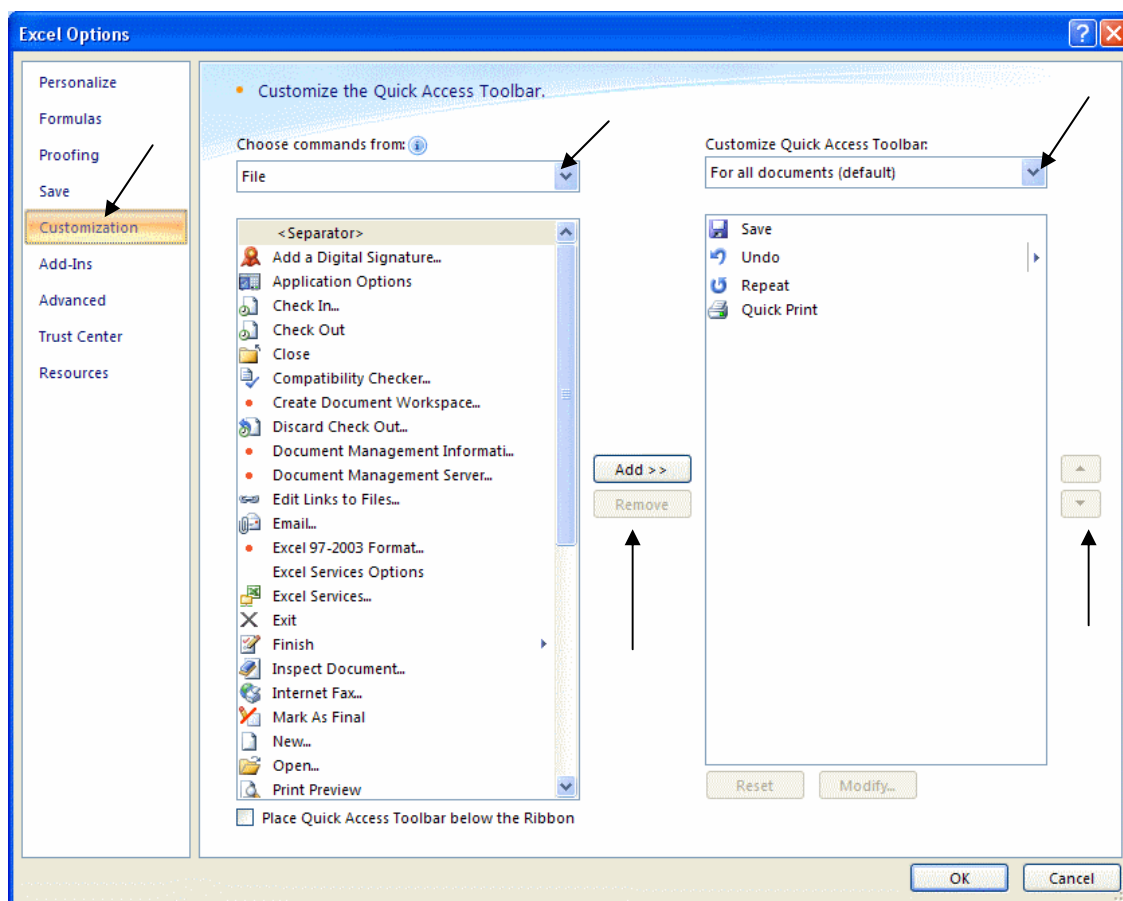 Excel Options
Personalize
Formulas
Proofing
Save
Customization
Add-Ins
Advanced
Trust Center
Resources
Customize the Quick Access Toolbar.
Choose commands from:
File
<Separator>
Add a Digital Signature...
Application Options
Check In...
Check Out
Close
Compatibility Checker...
Create Document Workspace...
Discard Check Out...
Document Management Informati...
Document Management Server...
Edit Links to Files...
Email...
Excel 97-2003 Format...
Excel Services Options
Excel Services...
Exit
Finish
Inspect Document...
Internet Fax...
Mark As Final
New...
Open...
Print Preview
Place Quick Access Toolbar below the Ribbon
Add >>
Remove
Customize Quick Access Toolbar:
For all documents (default)
Save
Undo
Repeat
Quick Print
Reset
Modify...
OK
Cancel